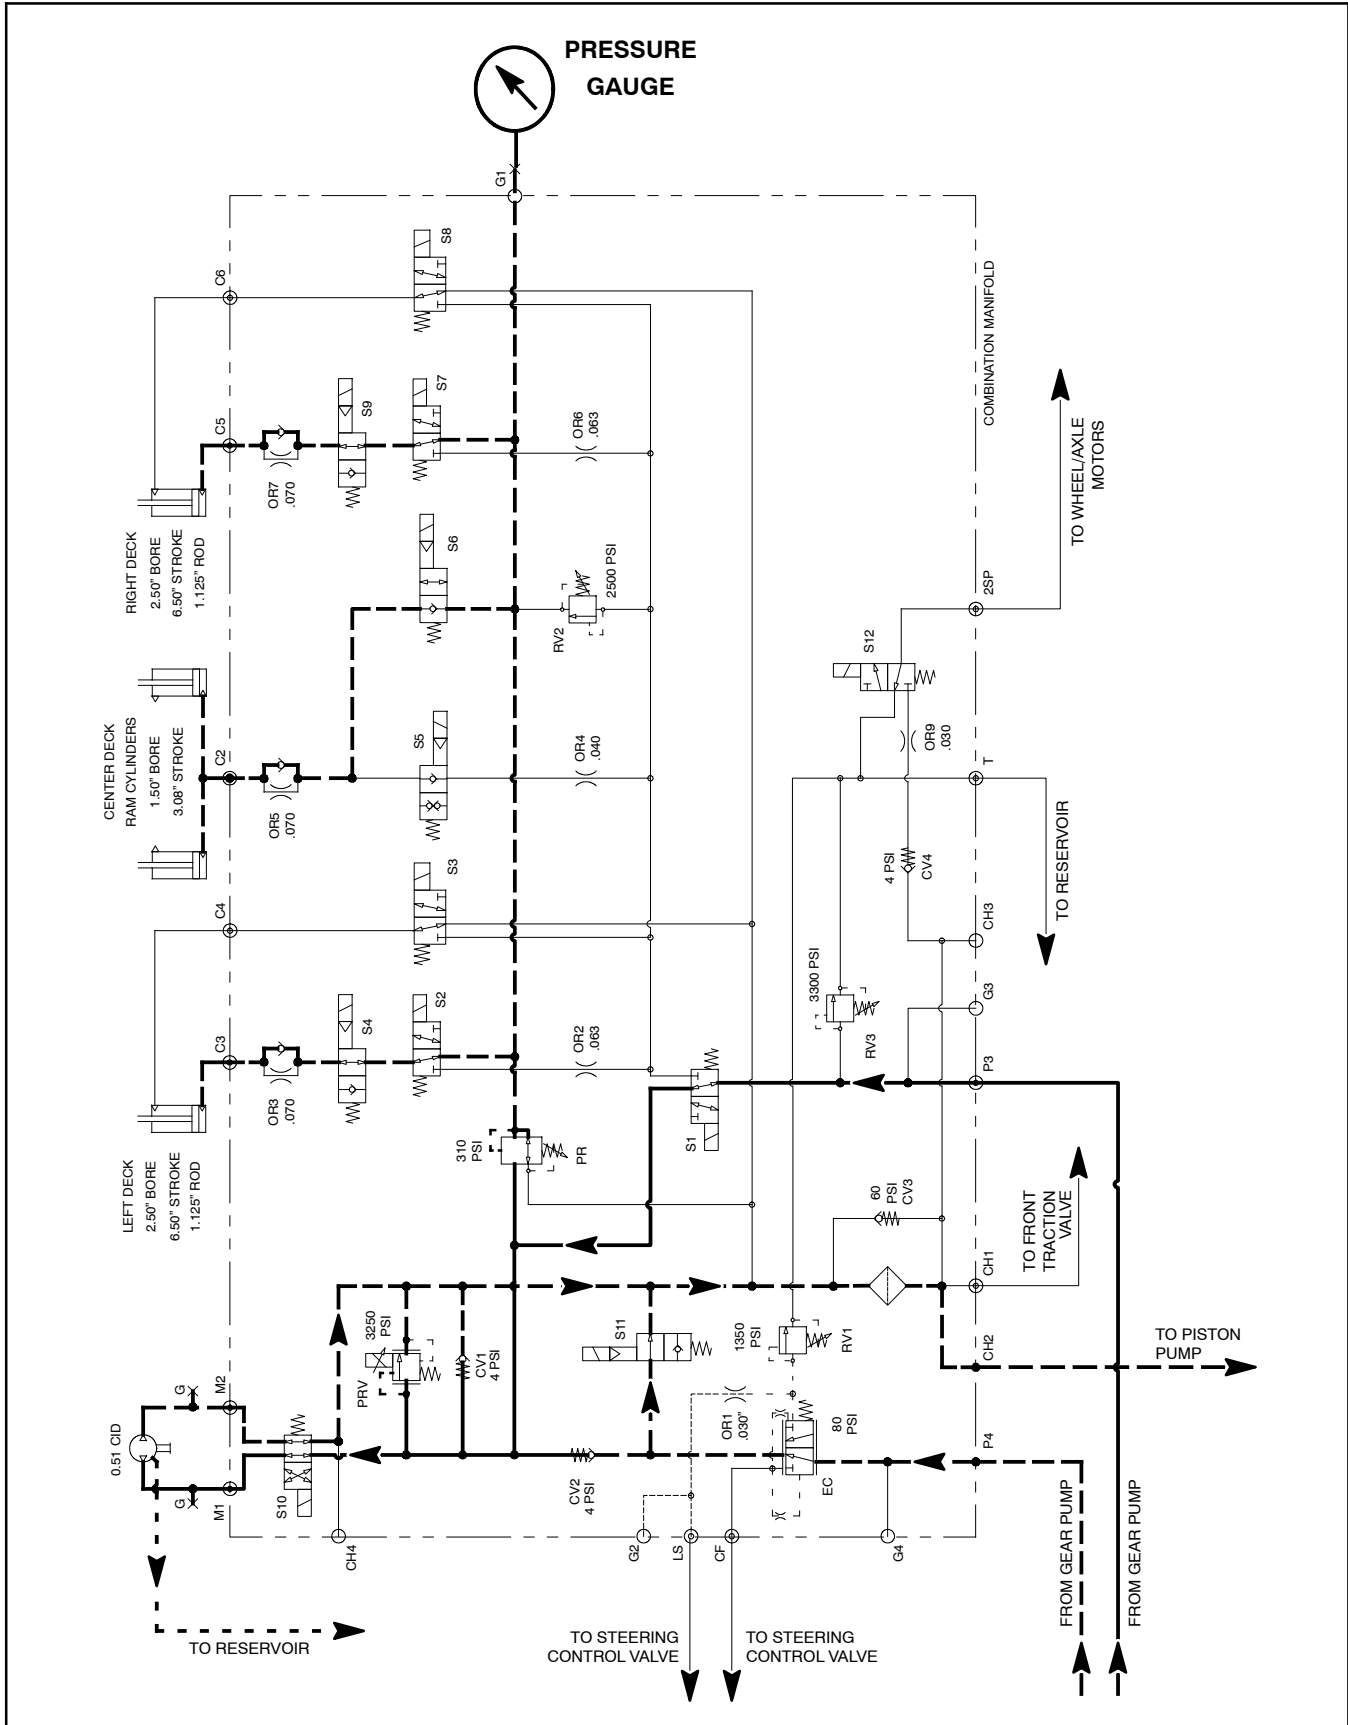 PRESSURE
GAUGE
G1
C6
S8
C5
OR7
.070
S9
S7
OR6
.063
RIGHT DECK
2.50" BORE
6.50" STROKE
1.125" ROD
S6
RV2
2500 PSI
COMBINATION MANIFOLD
TO WHEEL/AXLE
MOTORS
2SP
S12
CENTER DECK
RAM CYLINDERS
1.50" BORE
3.08" STROKE
C2
OR5
.070
S5
OR4
.040
OR9
.030
T
TO RESERVOIR
4 PSI
CV4
CH3
C4
S3
3300 PSI
RV3
G3
P3
C3
OR3
.070
S4
S2
OR2
.063
LEFT DECK
2.50" BORE
6.50" STROKE
1.125" ROD
310
PSI
PR
S1
60
PSI
CV3
TO FRONT
TRACTION
VALVE
CH1
CH2
TO PISTON
PUMP
0.51 CID
G
M2
G
M1
S10
3250
PSI
PRV
CV1
4 PSI
S11
1350
PSI
RV1
OR1
.030"
80
PSI
EC
CV2
4 PSI
P4
CH4
G2
LS
CF
G4
TO RESERVOIR
TO STEERING
CONTROL VALVE
TO STEERING
CONTROL VALVE
FROM GEAR PUMP
FROM GEAR PUMP